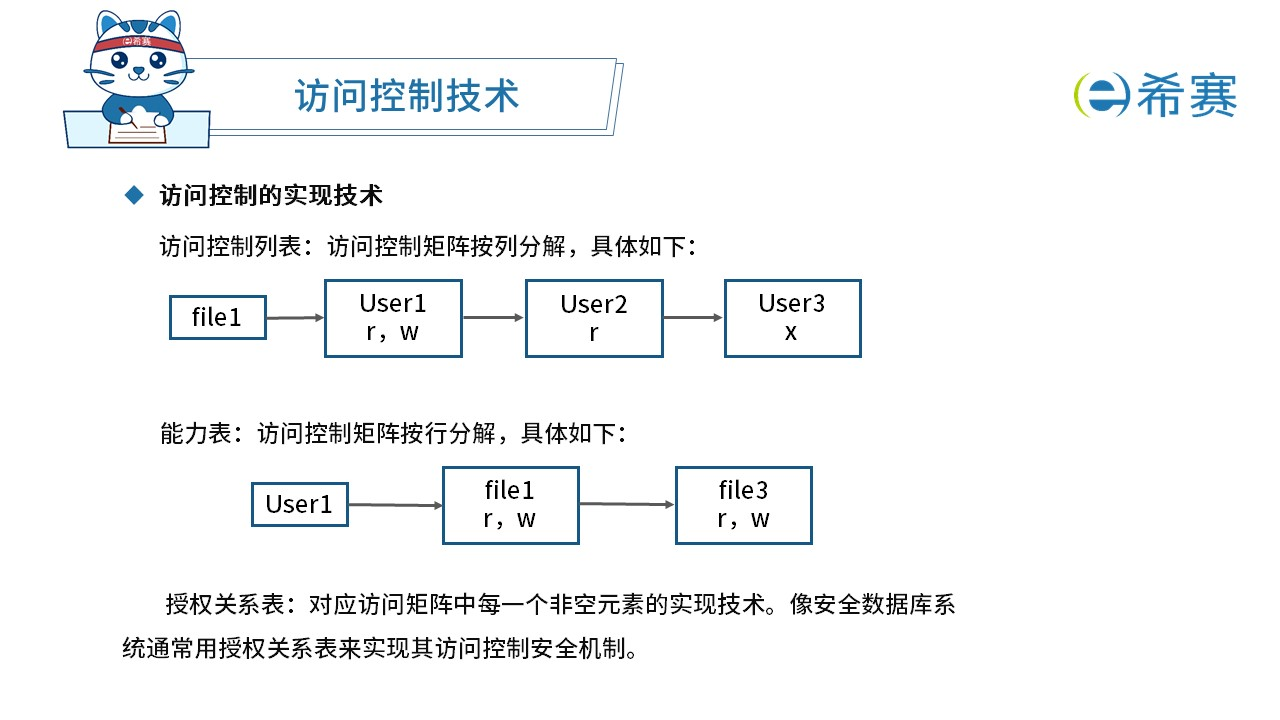 (e)希赛
访问控制技术
(e)希赛
访问控制的实现技术
访问控制列表：访问控制矩阵按列分解，具体如下：
file1
User1
r，w
User2
r
User3
x
能力表：访问控制矩阵按行分解，具体如下：
User1
file1
r，w
file3
r，w
授权关系表：对应访问矩阵中每一个非空元素的实现技术。像安全数据库系
统通常用授权关系表来实现其访问控制安全机制。